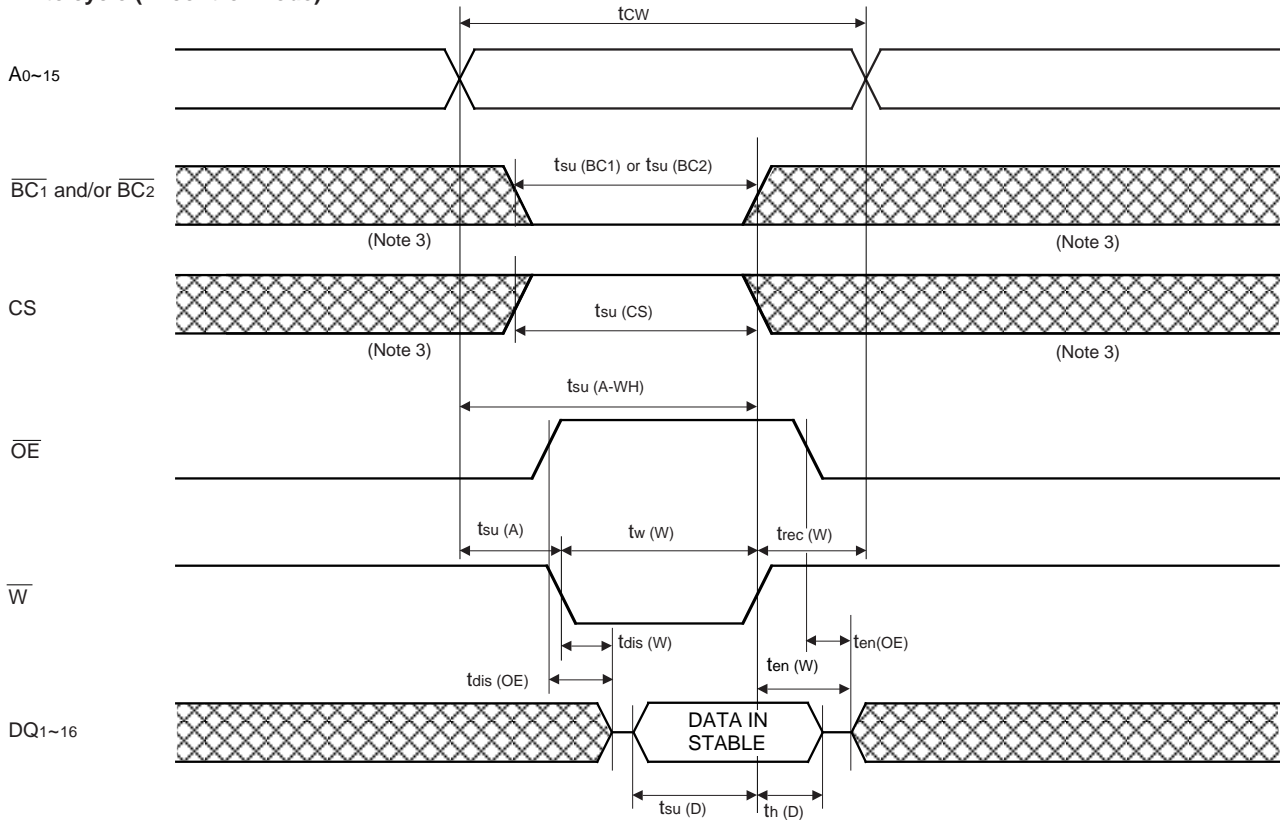 tCW
A0~15
tsu (BC1) or tsu (BC2)
BC1 and/or BC2
(Note 3)
(Note 3)
CS
tsu (CS)
(Note 3)
(Note 3)
tsu (A-WH)
OE
tsu (A)
tw (W)
trec (W)
W
tdis (W)
ten(OE)
ten (W)
tdis (OE)
DQ1~16
DATA IN
STABLE
tsu (D)
th (D)